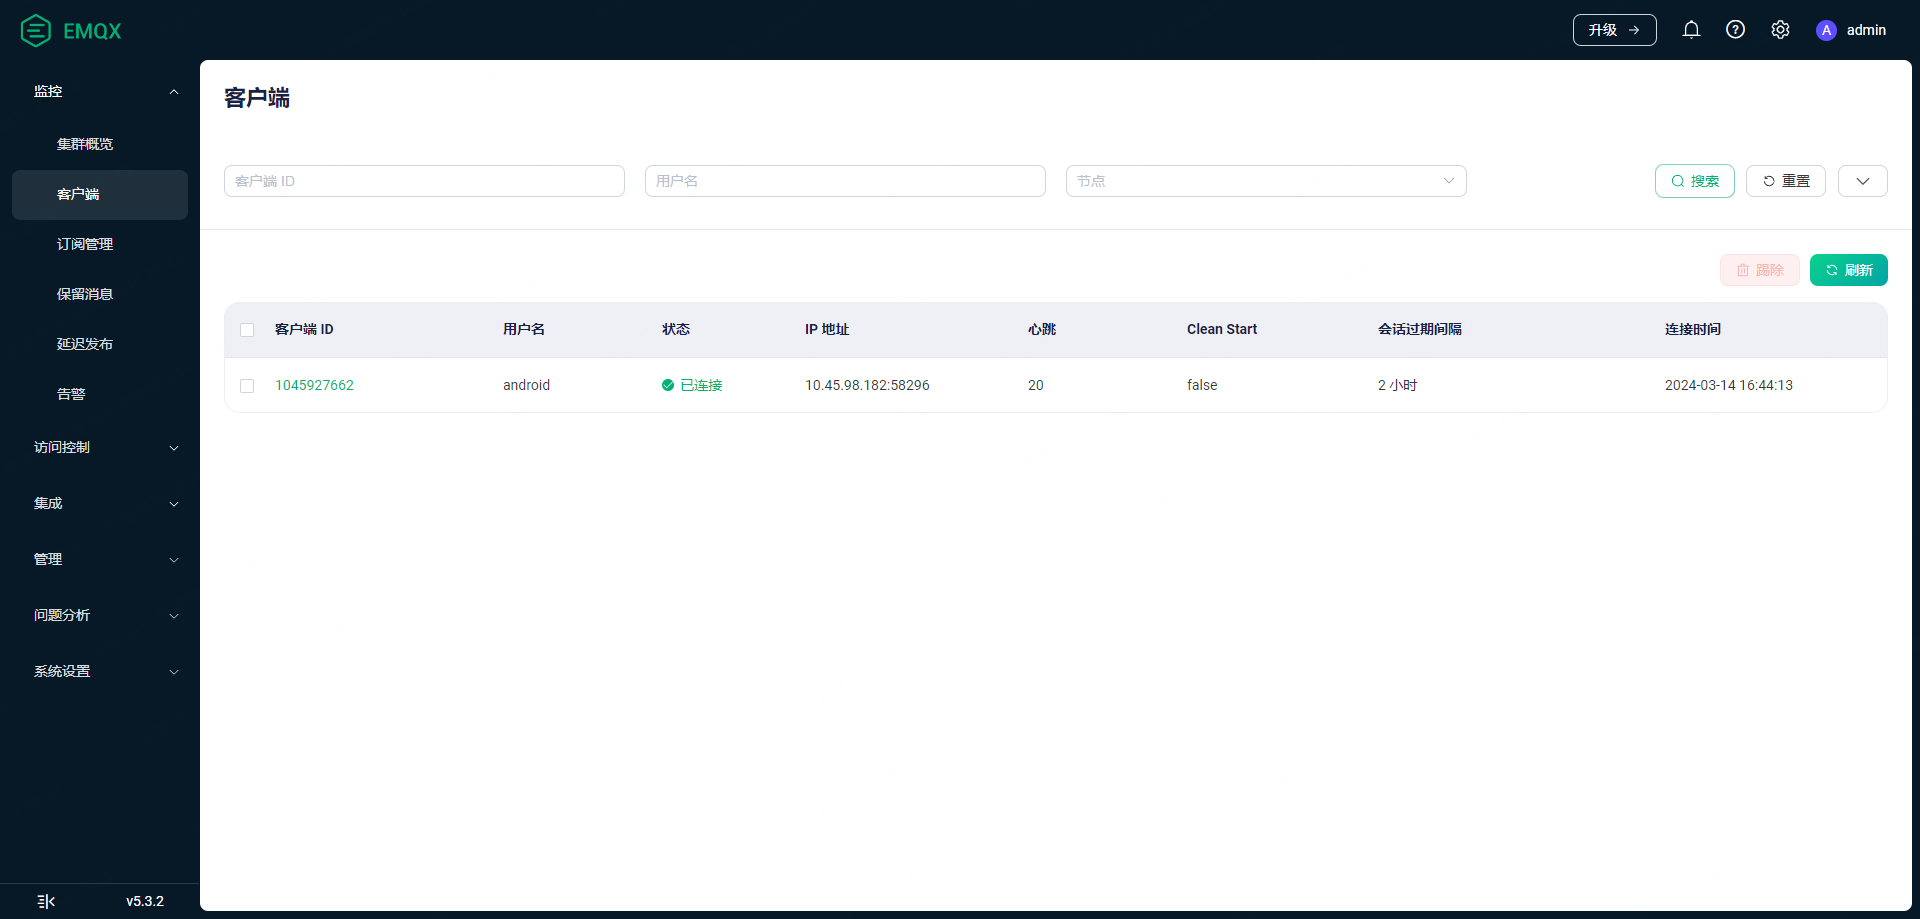 EMQX
升级
A
admin
监控
集群概览
客户端
订阅管理
保留消息
延迟发布
告警
访问控制
集成
管理
问题分析
系统设置
v5.3.2
客户端
客户端 ID
用户名
节点
搜索
重置
踢除
刷新
客户端 ID 用户名 状态 IP 地址 心跳 Clean Start 会话过期间隔 连接时间
1045927662 android 已连接 10.45.98.182:58296 20 false 2 小时 2024-03-14 16:44:13